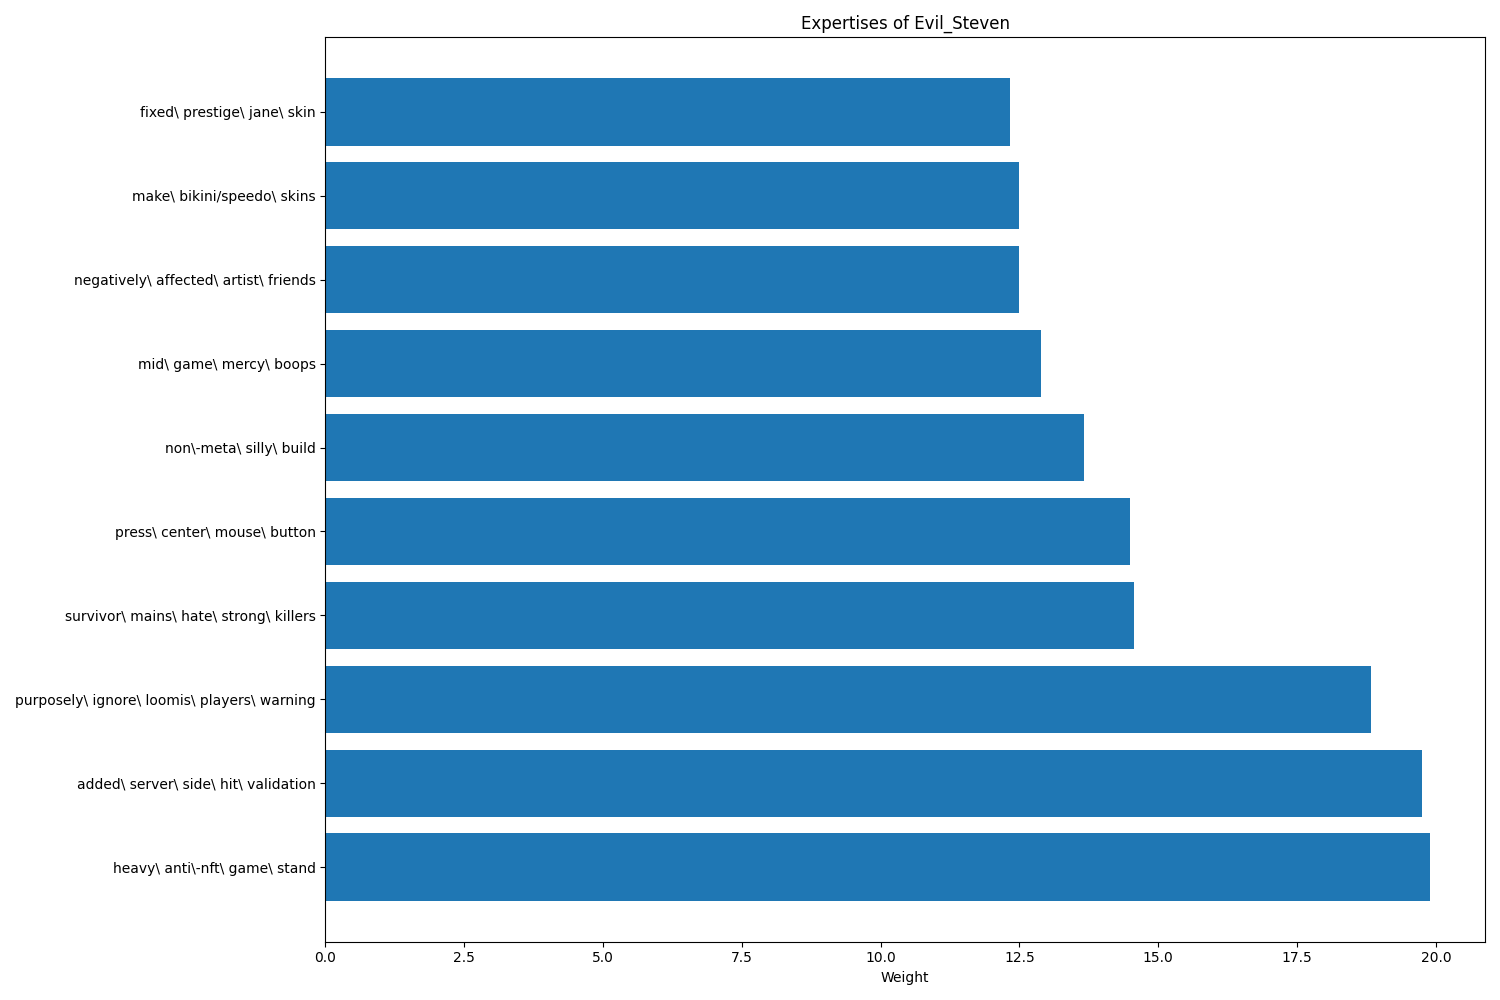 Expertises of Evil_Steven
fixed\ prestige\ jane\ skin
make\ bikini/speedo\ skins
negatively\ affected\ artist\ friends
mid\ game\ mercy\ boops
non\-meta\ silly\ build
press\ center\ mouse\ button
survivor\ mains\ hate\ strong\ killers
purposely\ ignore\ loomis\ players\ warning
added\ server\ side\ hit\ validation
heavy\ anti\-nft\ game\ stand
0.0 2.5 5.0 7.5 10.0 12.5 15.0 17.5 20.0
Weight